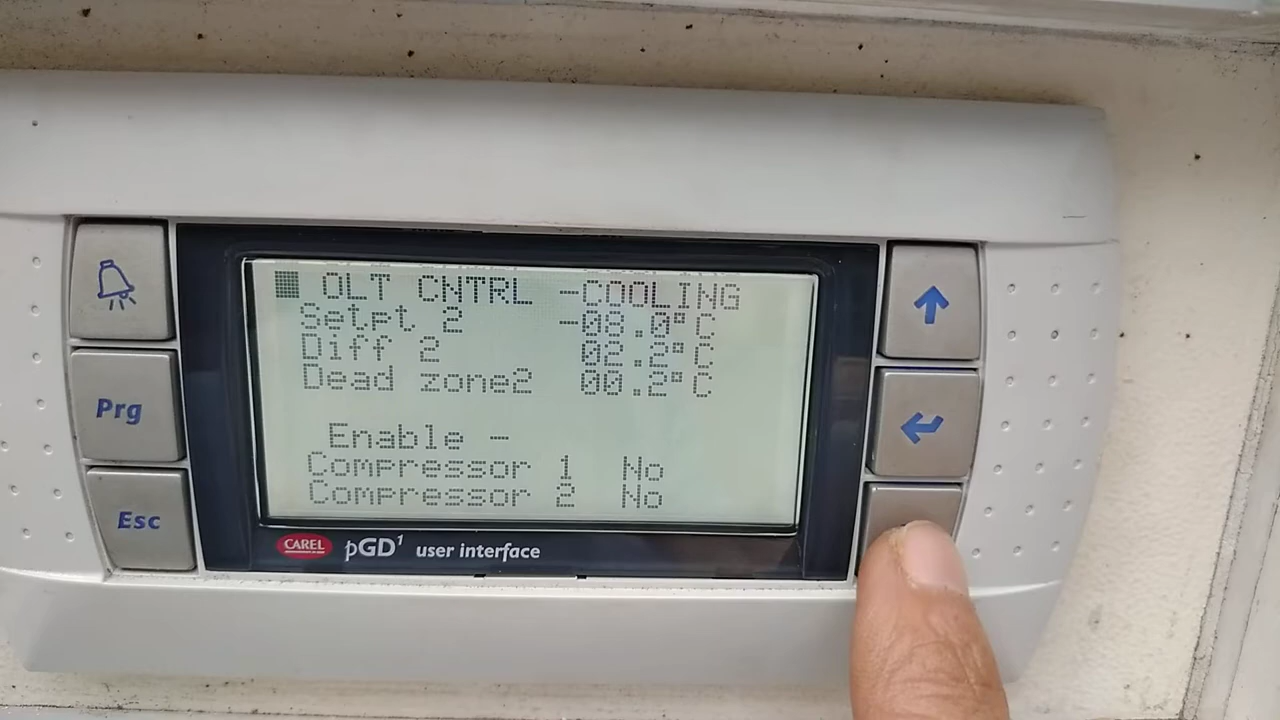 OLT CNTRL -COOLING
Setpt 2 -08.0°C
Diff 2 02.2°C
Dead zone2 00.2°C
Enable -
Compressor 1 No
Compressor 2 No
CAREL pGD1 user interface
Prg
Esc